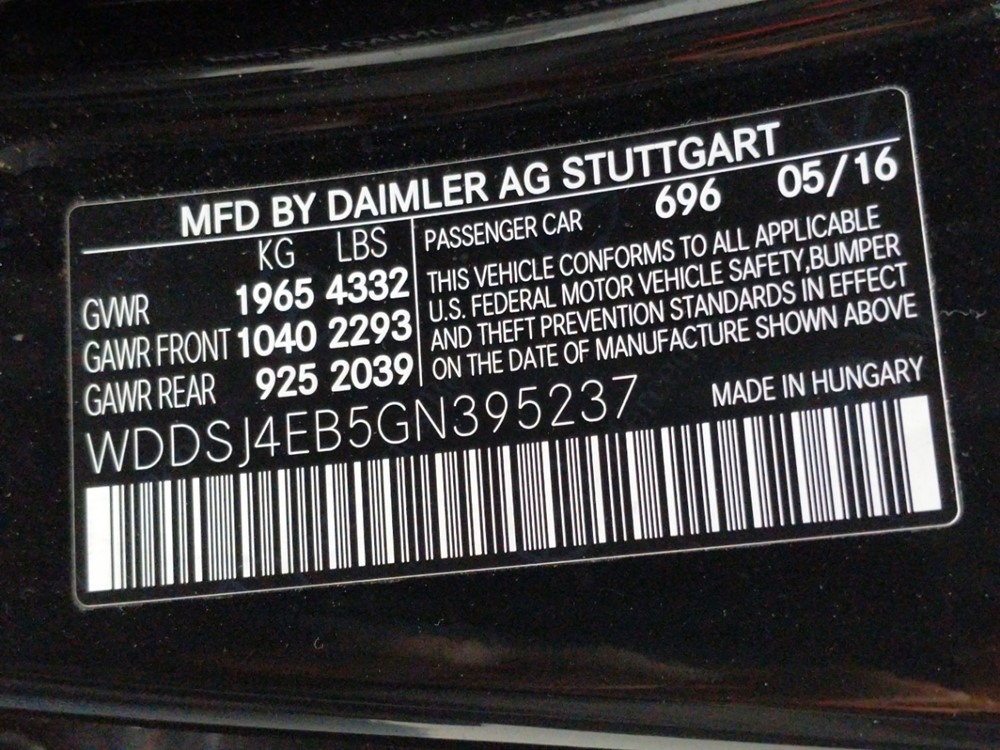 MFD BY DAIMLER AG STUTTGART
696 05/16
KG LBS
GVWR 1965 4332
GAWR FRONT 1040 2293
GAWR REAR 925 2039
PASSENGER CAR
THIS VEHICLE CONFORMS TO ALL APPLICABLE
U.S. FEDERAL MOTOR VEHICLE SAFETY,BUMPER
AND THEFT PREVENTION STANDARDS IN EFFECT
ON THE DATE OF MANUFACTURE SHOWN ABOVE
WDDSJ4EB5GN395237
MADE IN HUNGARY